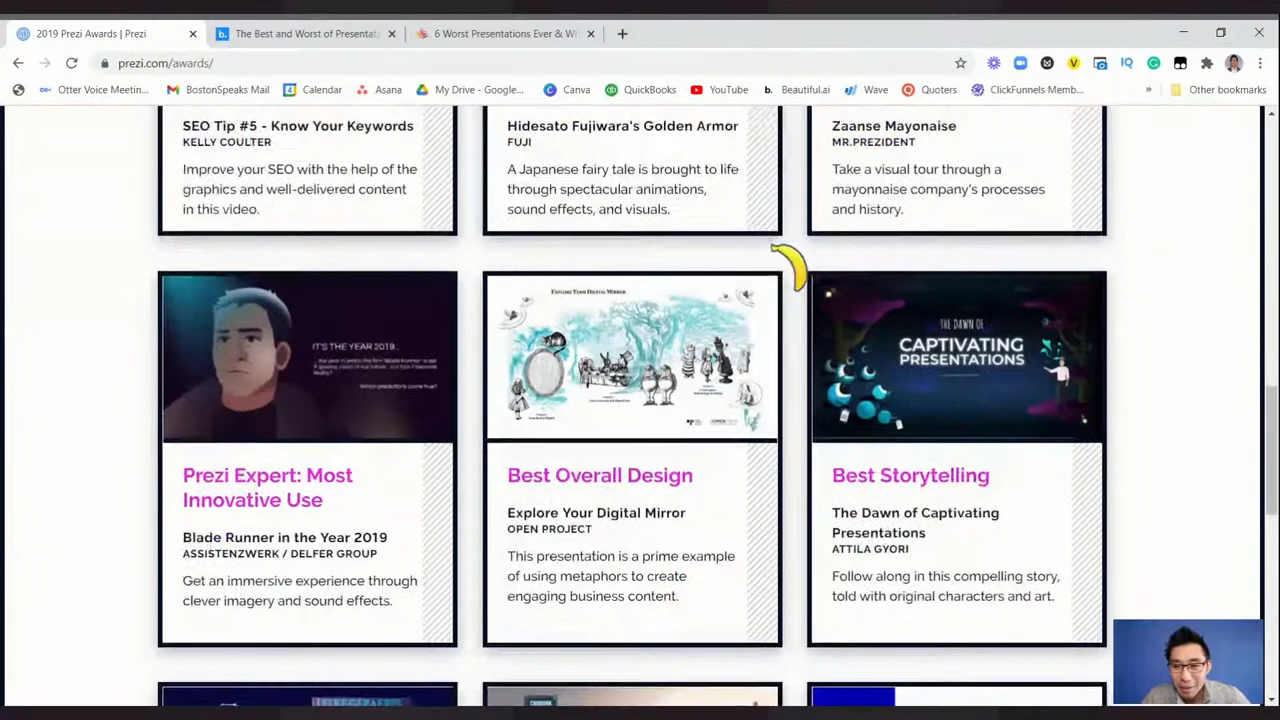 2019 Prezi Awards | Prezi
The Best and Worst of Presentat
6 Worst Presentations Ever & W
prezi.com/awards/
Otter Voice Meetin...
BostonSpeaks Mail
Calendar
Asana
My Drive - Google...
Canva
QuickBooks
YouTube
Beautiful.ai
Wave
Quoters
ClickFunnels Memb...
Other bookmarks
SEO Tip #5 - Know Your Keywords
KELLY COULTER
Improve your SEO with the help of the
graphics and well-delivered content
in this video.
Hidesato Fujiwara's Golden Armor
FUJI
A Japanese fairy tale is brought to life
through spectacular animations,
sound effects, and visuals.
Zaanse Mayonaise
MR.PREZIDENT
Take a visual tour through a
mayonnaise company's processes
and history.
IT'S THE YEAR 2019...
Which predictions come true?
Prezi Expert: Most
Innovative Use
Blade Runner in the Year 2019
ASSISTENZWERK / DELFER GROUP
Get an immersive experience through
clever imagery and sound effects.
EXPLORE YOUR DIGITAL MIRROR
Best Overall Design
Explore Your Digital Mirror
OPEN PROJECT
This presentation is a prime example
of using metaphors to create
engaging business content.
THE DAWN OF
CAPTIVATING
PRESENTATIONS
Best Storytelling
The Dawn of Captivating
Presentations
ATTILA GYORI
Follow along in this compelling story,
told with original characters and art.